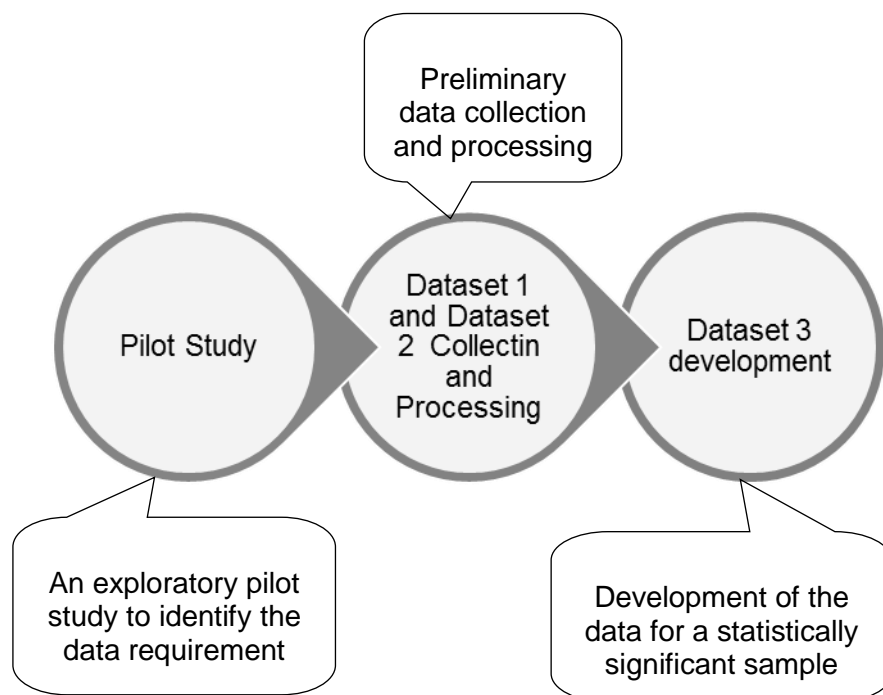 Preliminary
data collection
and processing
Pilot Study
Dataset 1
and Dataset
2 Collectin
and
Processing
Dataset 3
development
An exploratory pilot
study to identify the
data requirement
Development of the
data for a statistically
significant sample